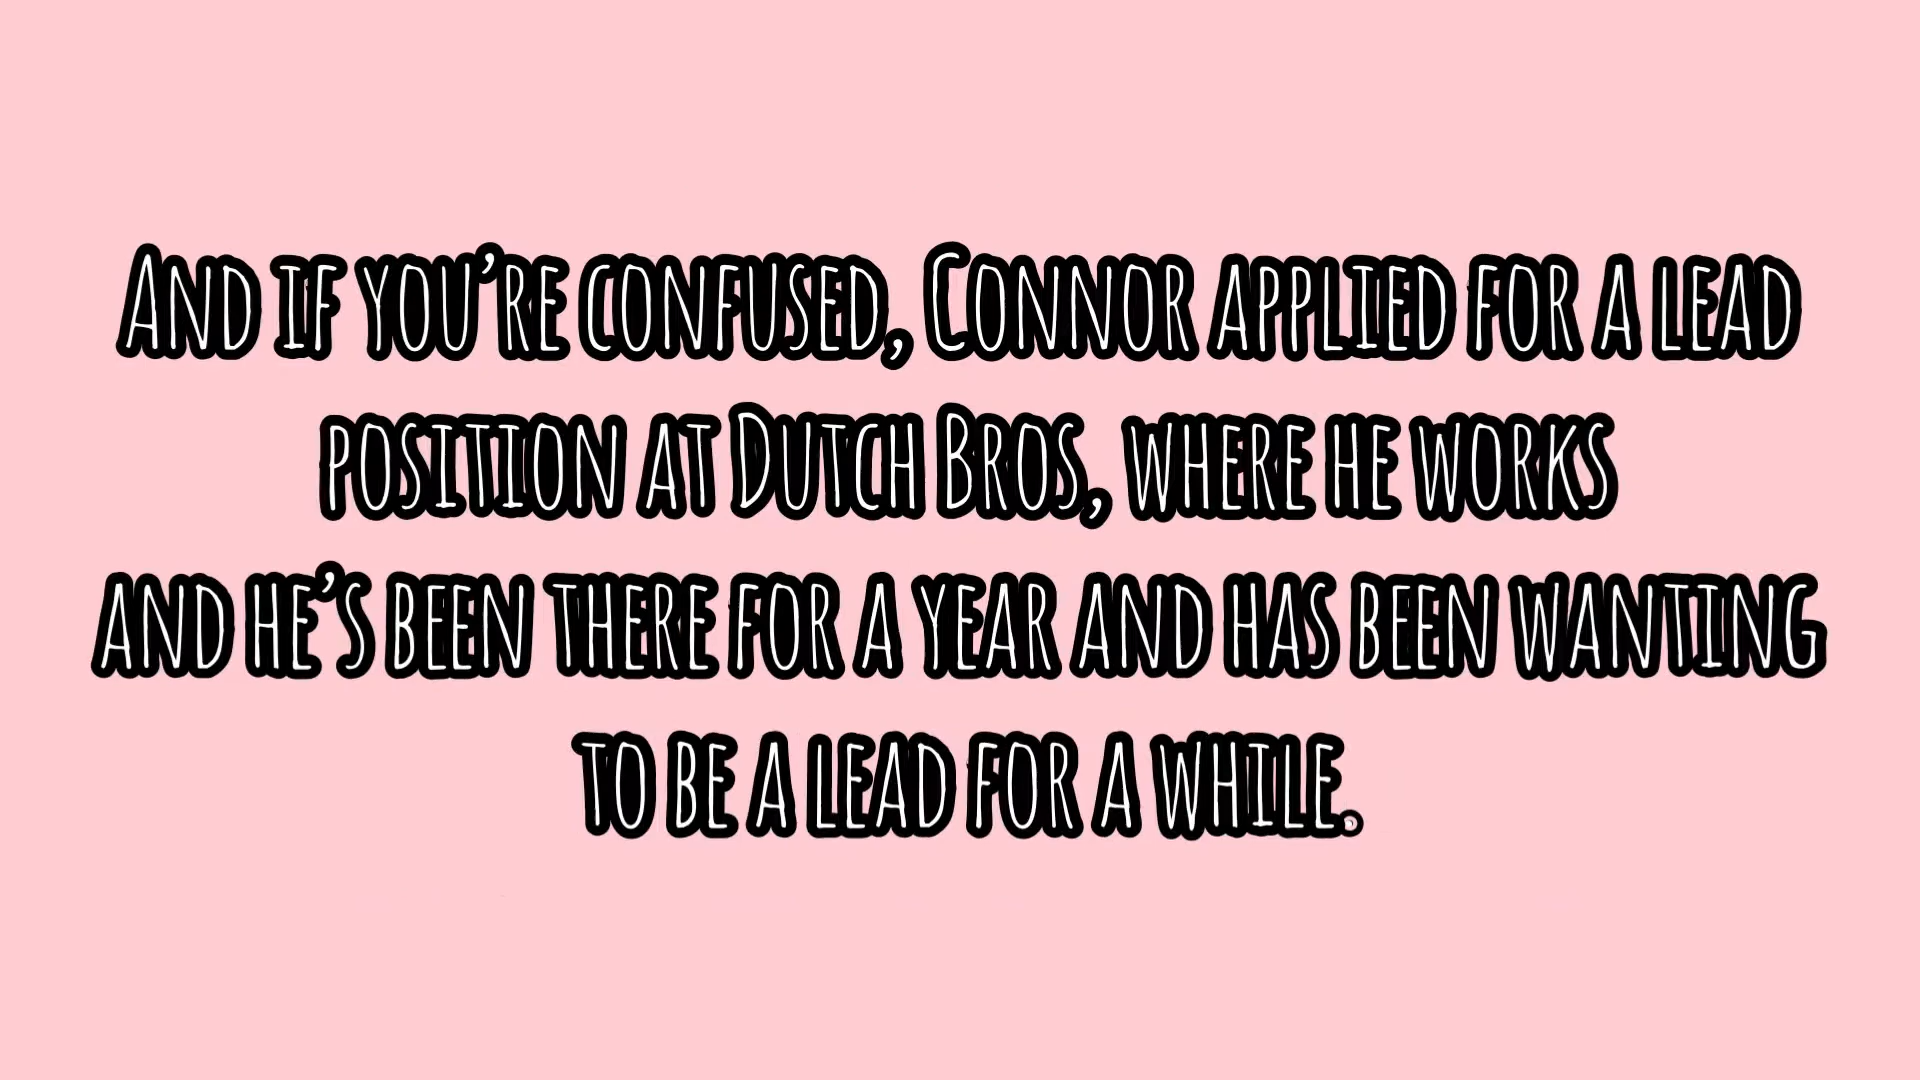 And if you’re confused, Connor applied for a lead
position at Dutch Bros, where he works
and he’s been there for a year and has been wanting
to be a lead for a while.